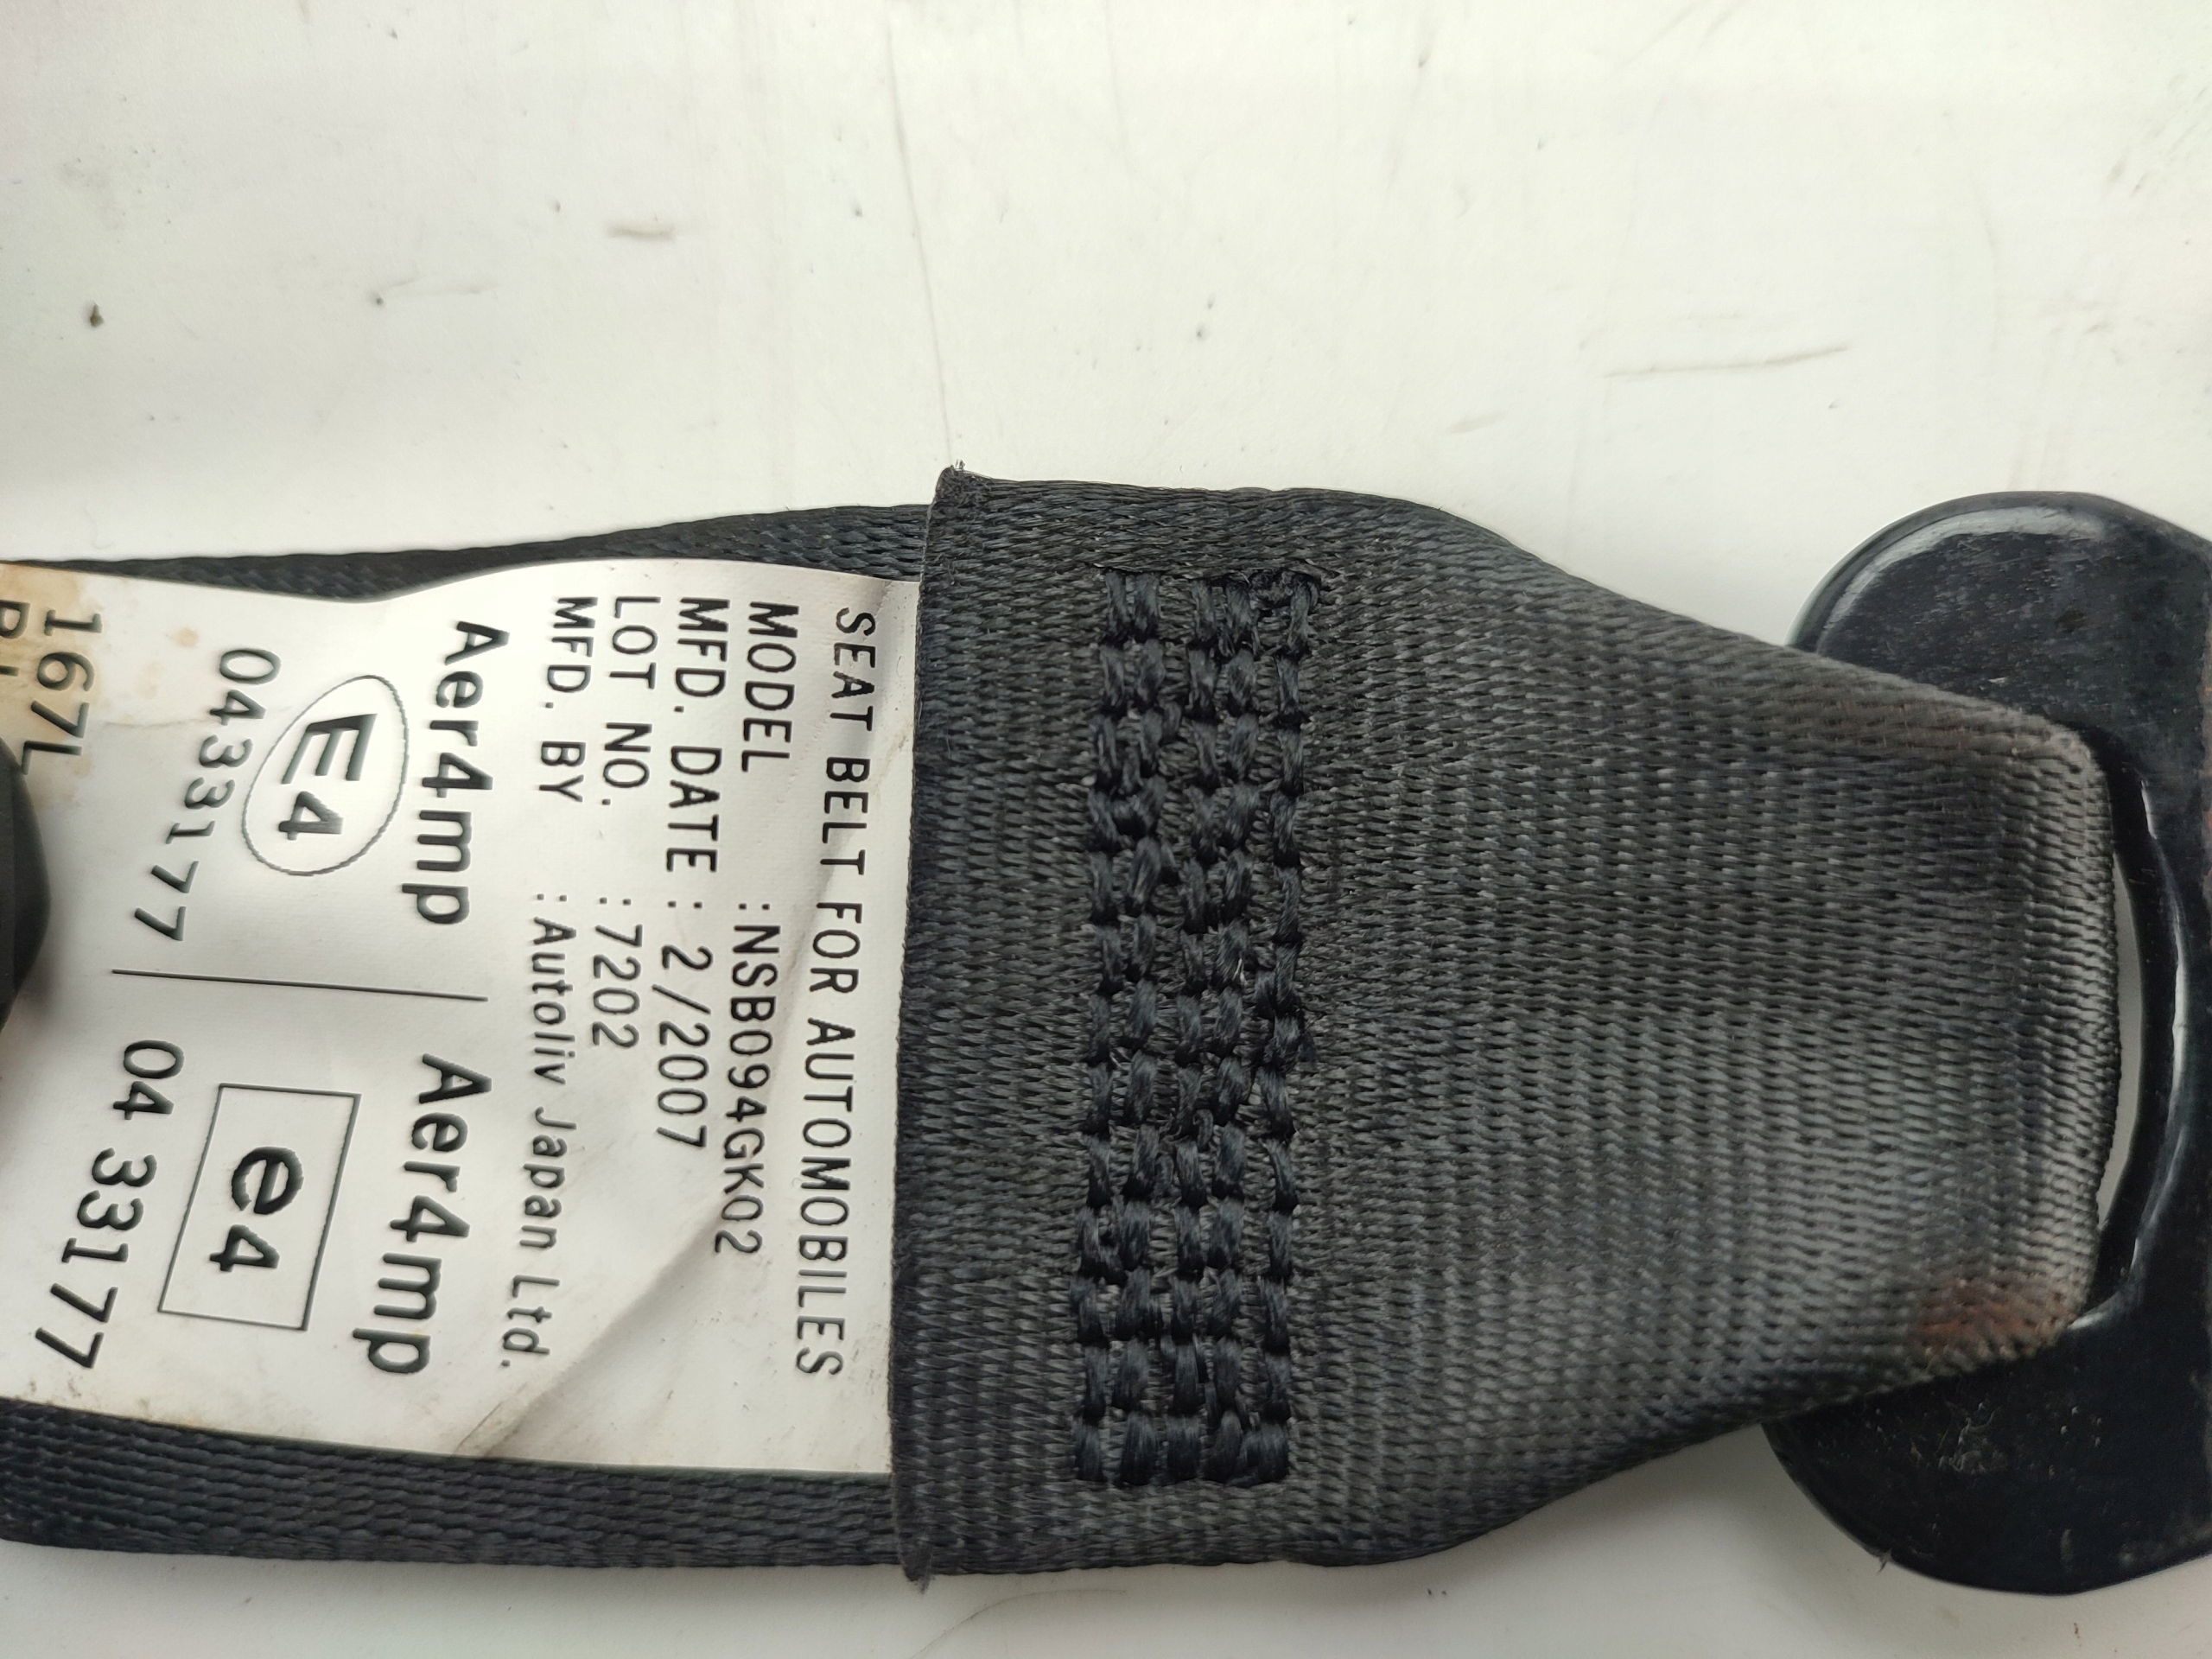 SEAT BELT FOR AUTOMOBILES
MODEL :NSB094GK02
MFD. DATE : 2/2007
LOT NO. :7202
MFD. BY :Autoliv Japan Ltd.
Aer4mp Aer4mp
E4 e4
04 33177 04 33177
167L